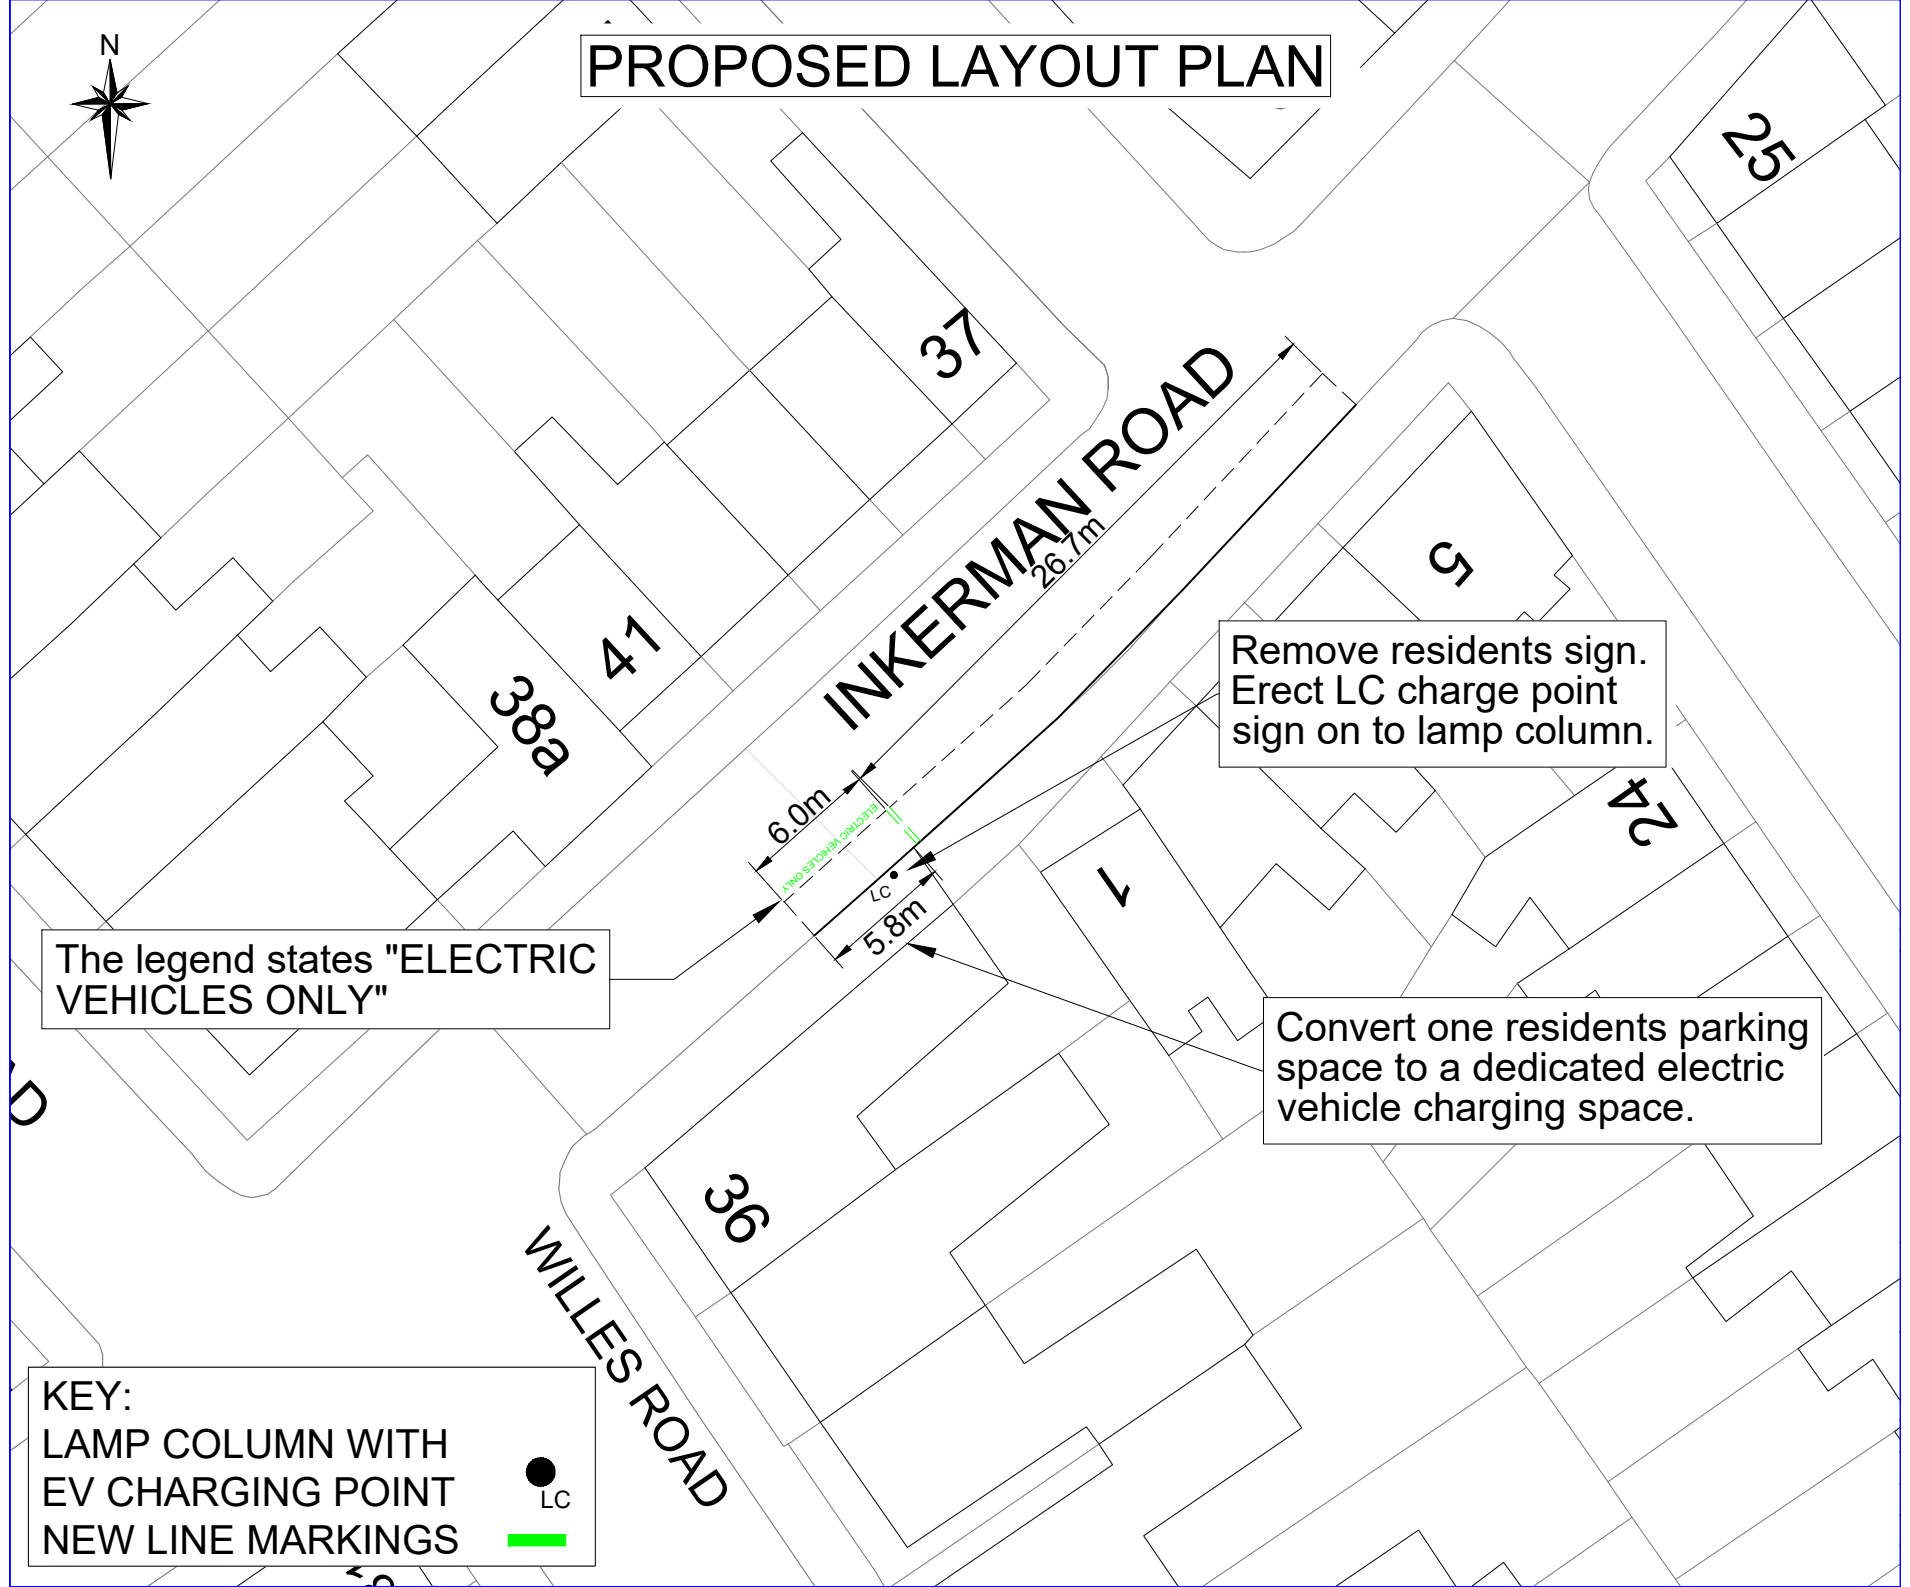 N
PROPOSED LAYOUT PLAN
25
37
INKERMAN ROAD
26.7m
5
41
38a
Remove residents sign.
Erect LC charge point
sign on to lamp column.
24
6.0m
ELECTRIC VEHICLES ONLY
LC
5.8m
1
The legend states "ELECTRIC
VEHICLES ONLY"
Convert one residents parking
space to a dedicated electric
vehicle charging space.
36
WILLES ROAD
KEY:
LAMP COLUMN WITH
EV CHARGING POINT
LC
NEW LINE MARKINGS